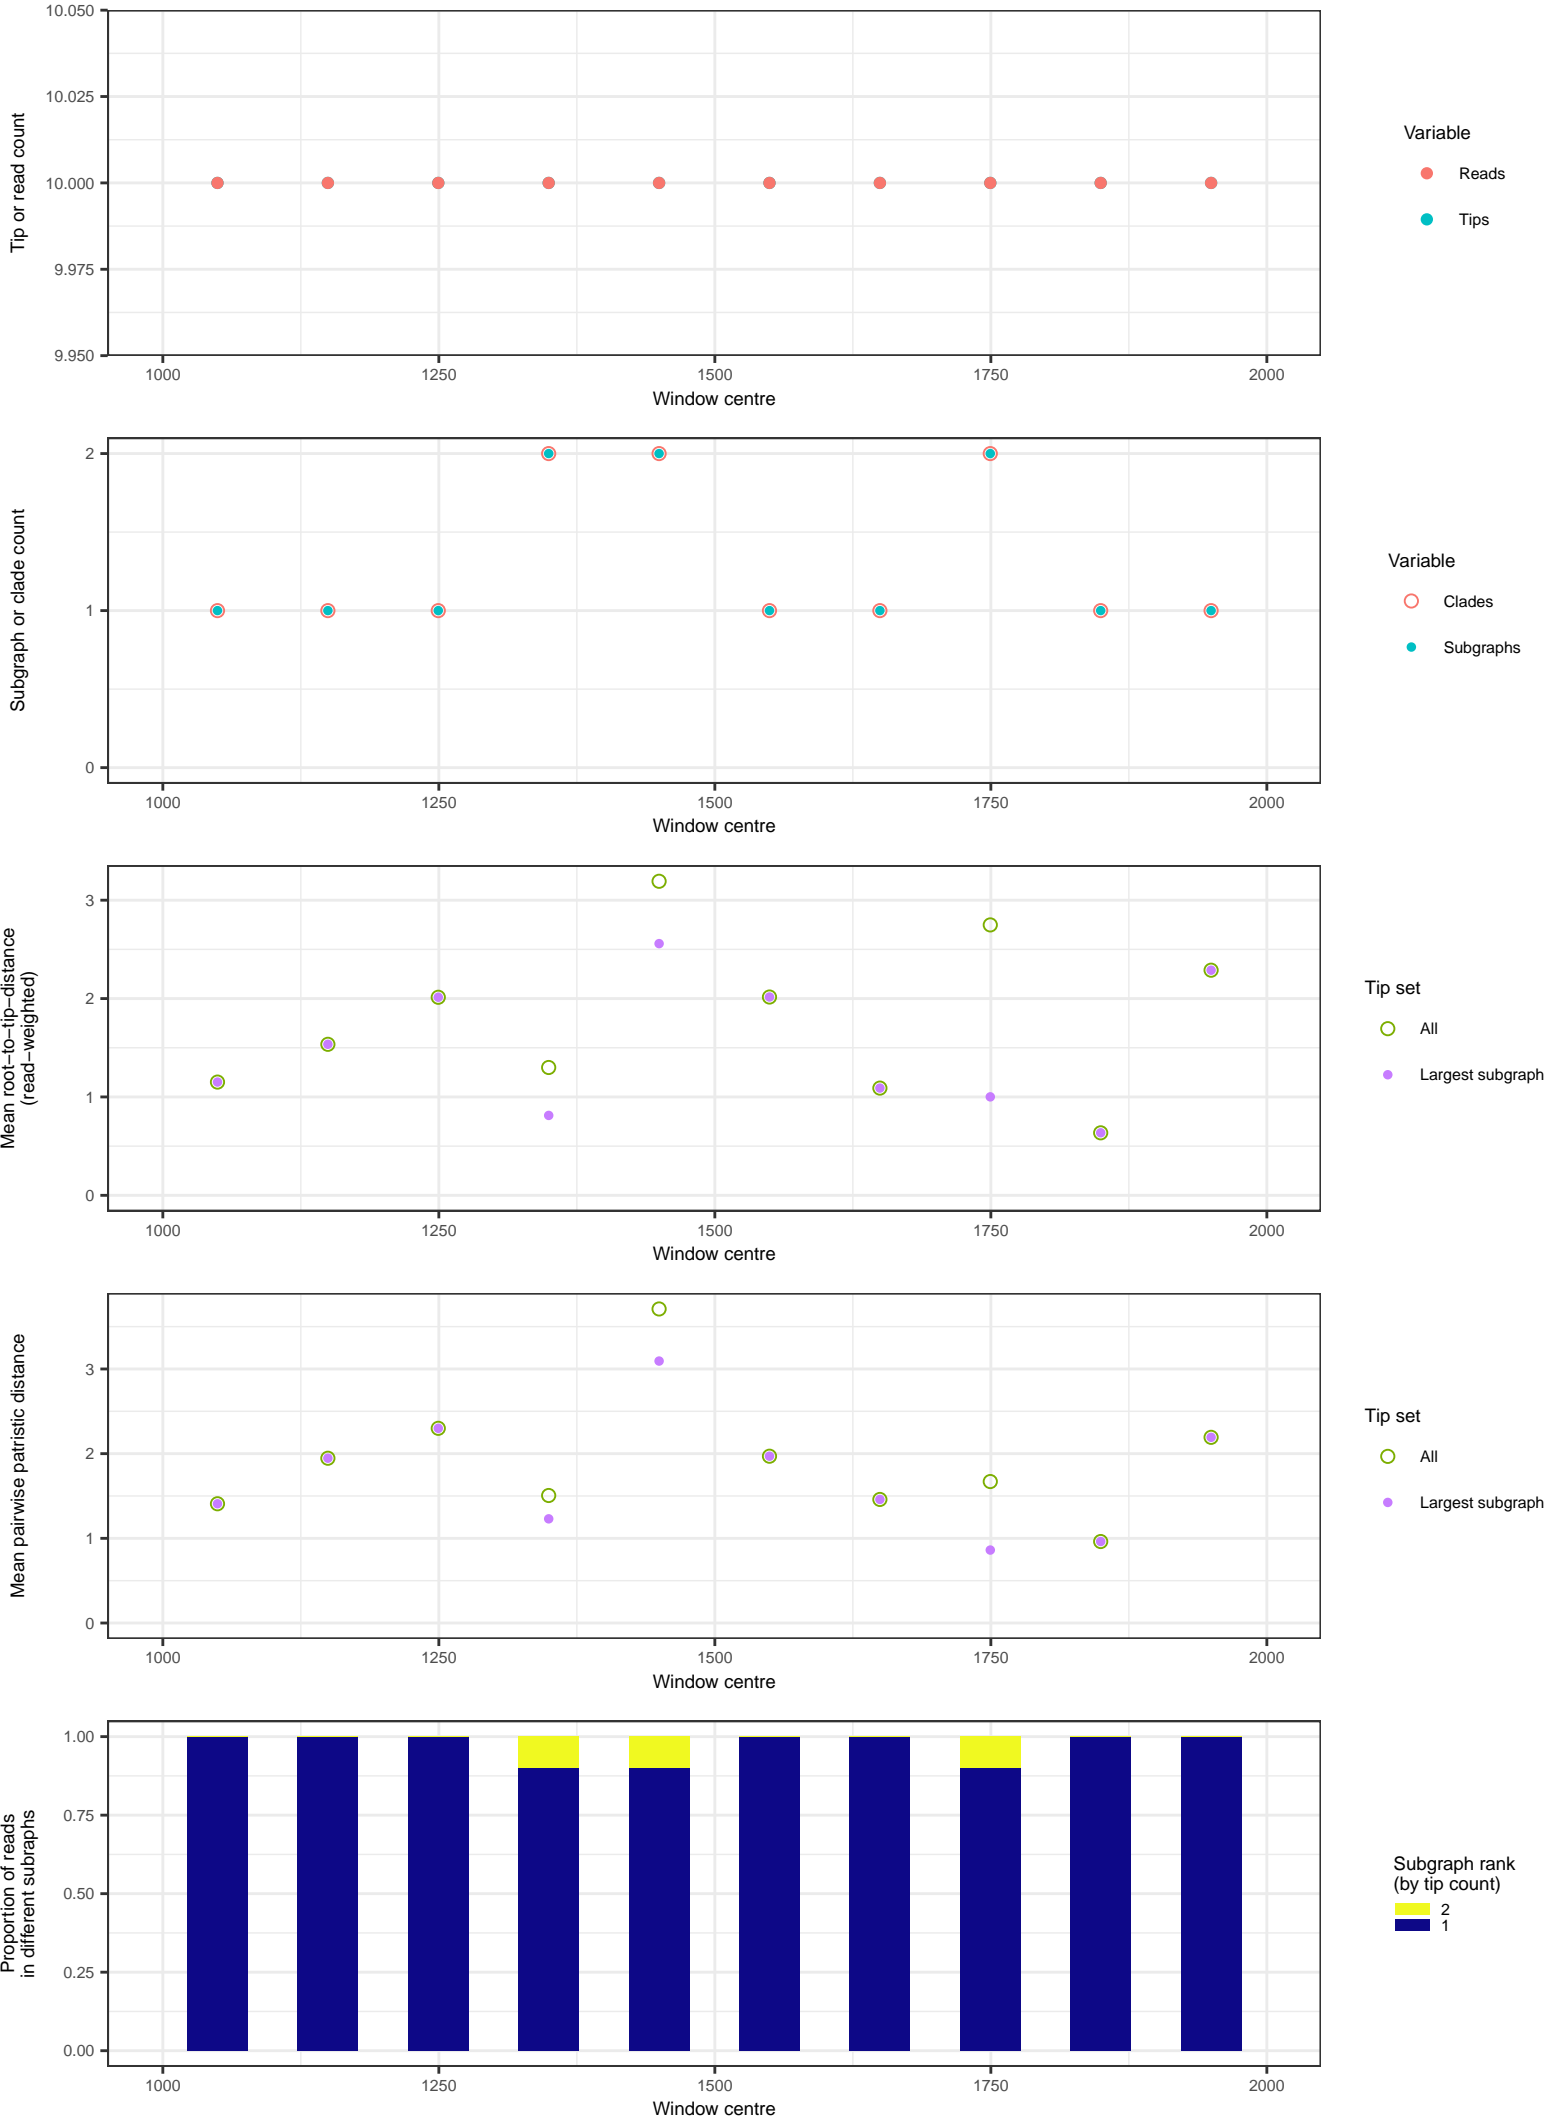 10.050
10.025
10.000
9.975
9.950
Tip or read count
1000 1250 1500 1750 2000
Window centre
Variable
Reads
Tips
2
1
0
Subgraph or clade count
1000 1250 1500 1750 2000
Window centre
Variable
Clades
Subgraphs
3
2
1
0
Mean root−to−tip−distance
(read−weighted)
1000 1250 1500 1750 2000
Window centre
Tip set
All
Largest subgraph
3
2
1
0
Mean pairwise patristic distance
1000 1250 1500 1750 2000
Window centre
Tip set
All
Largest subgraph
1.00
0.75
0.50
0.25
0.00
Proportion of reads
in different subraphs
1000 1250 1500 1750 2000
Window centre
Subgraph rank
(by tip count)
2
1